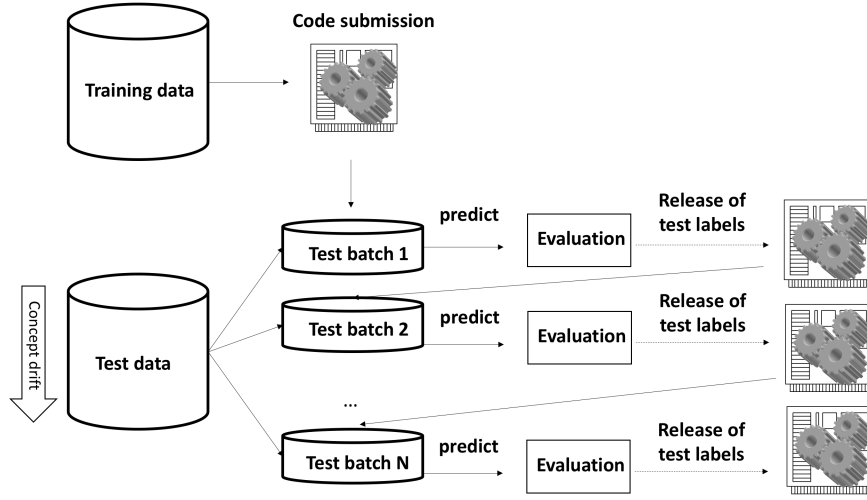 Code submission
Training data
predict
Release of
test labels
Test batch 1
Evaluation
Concept drift
Test data
Test batch 2
predict
Evaluation
Release of
test labels
...
Test batch N
predict
Evaluation
Release of
test labels